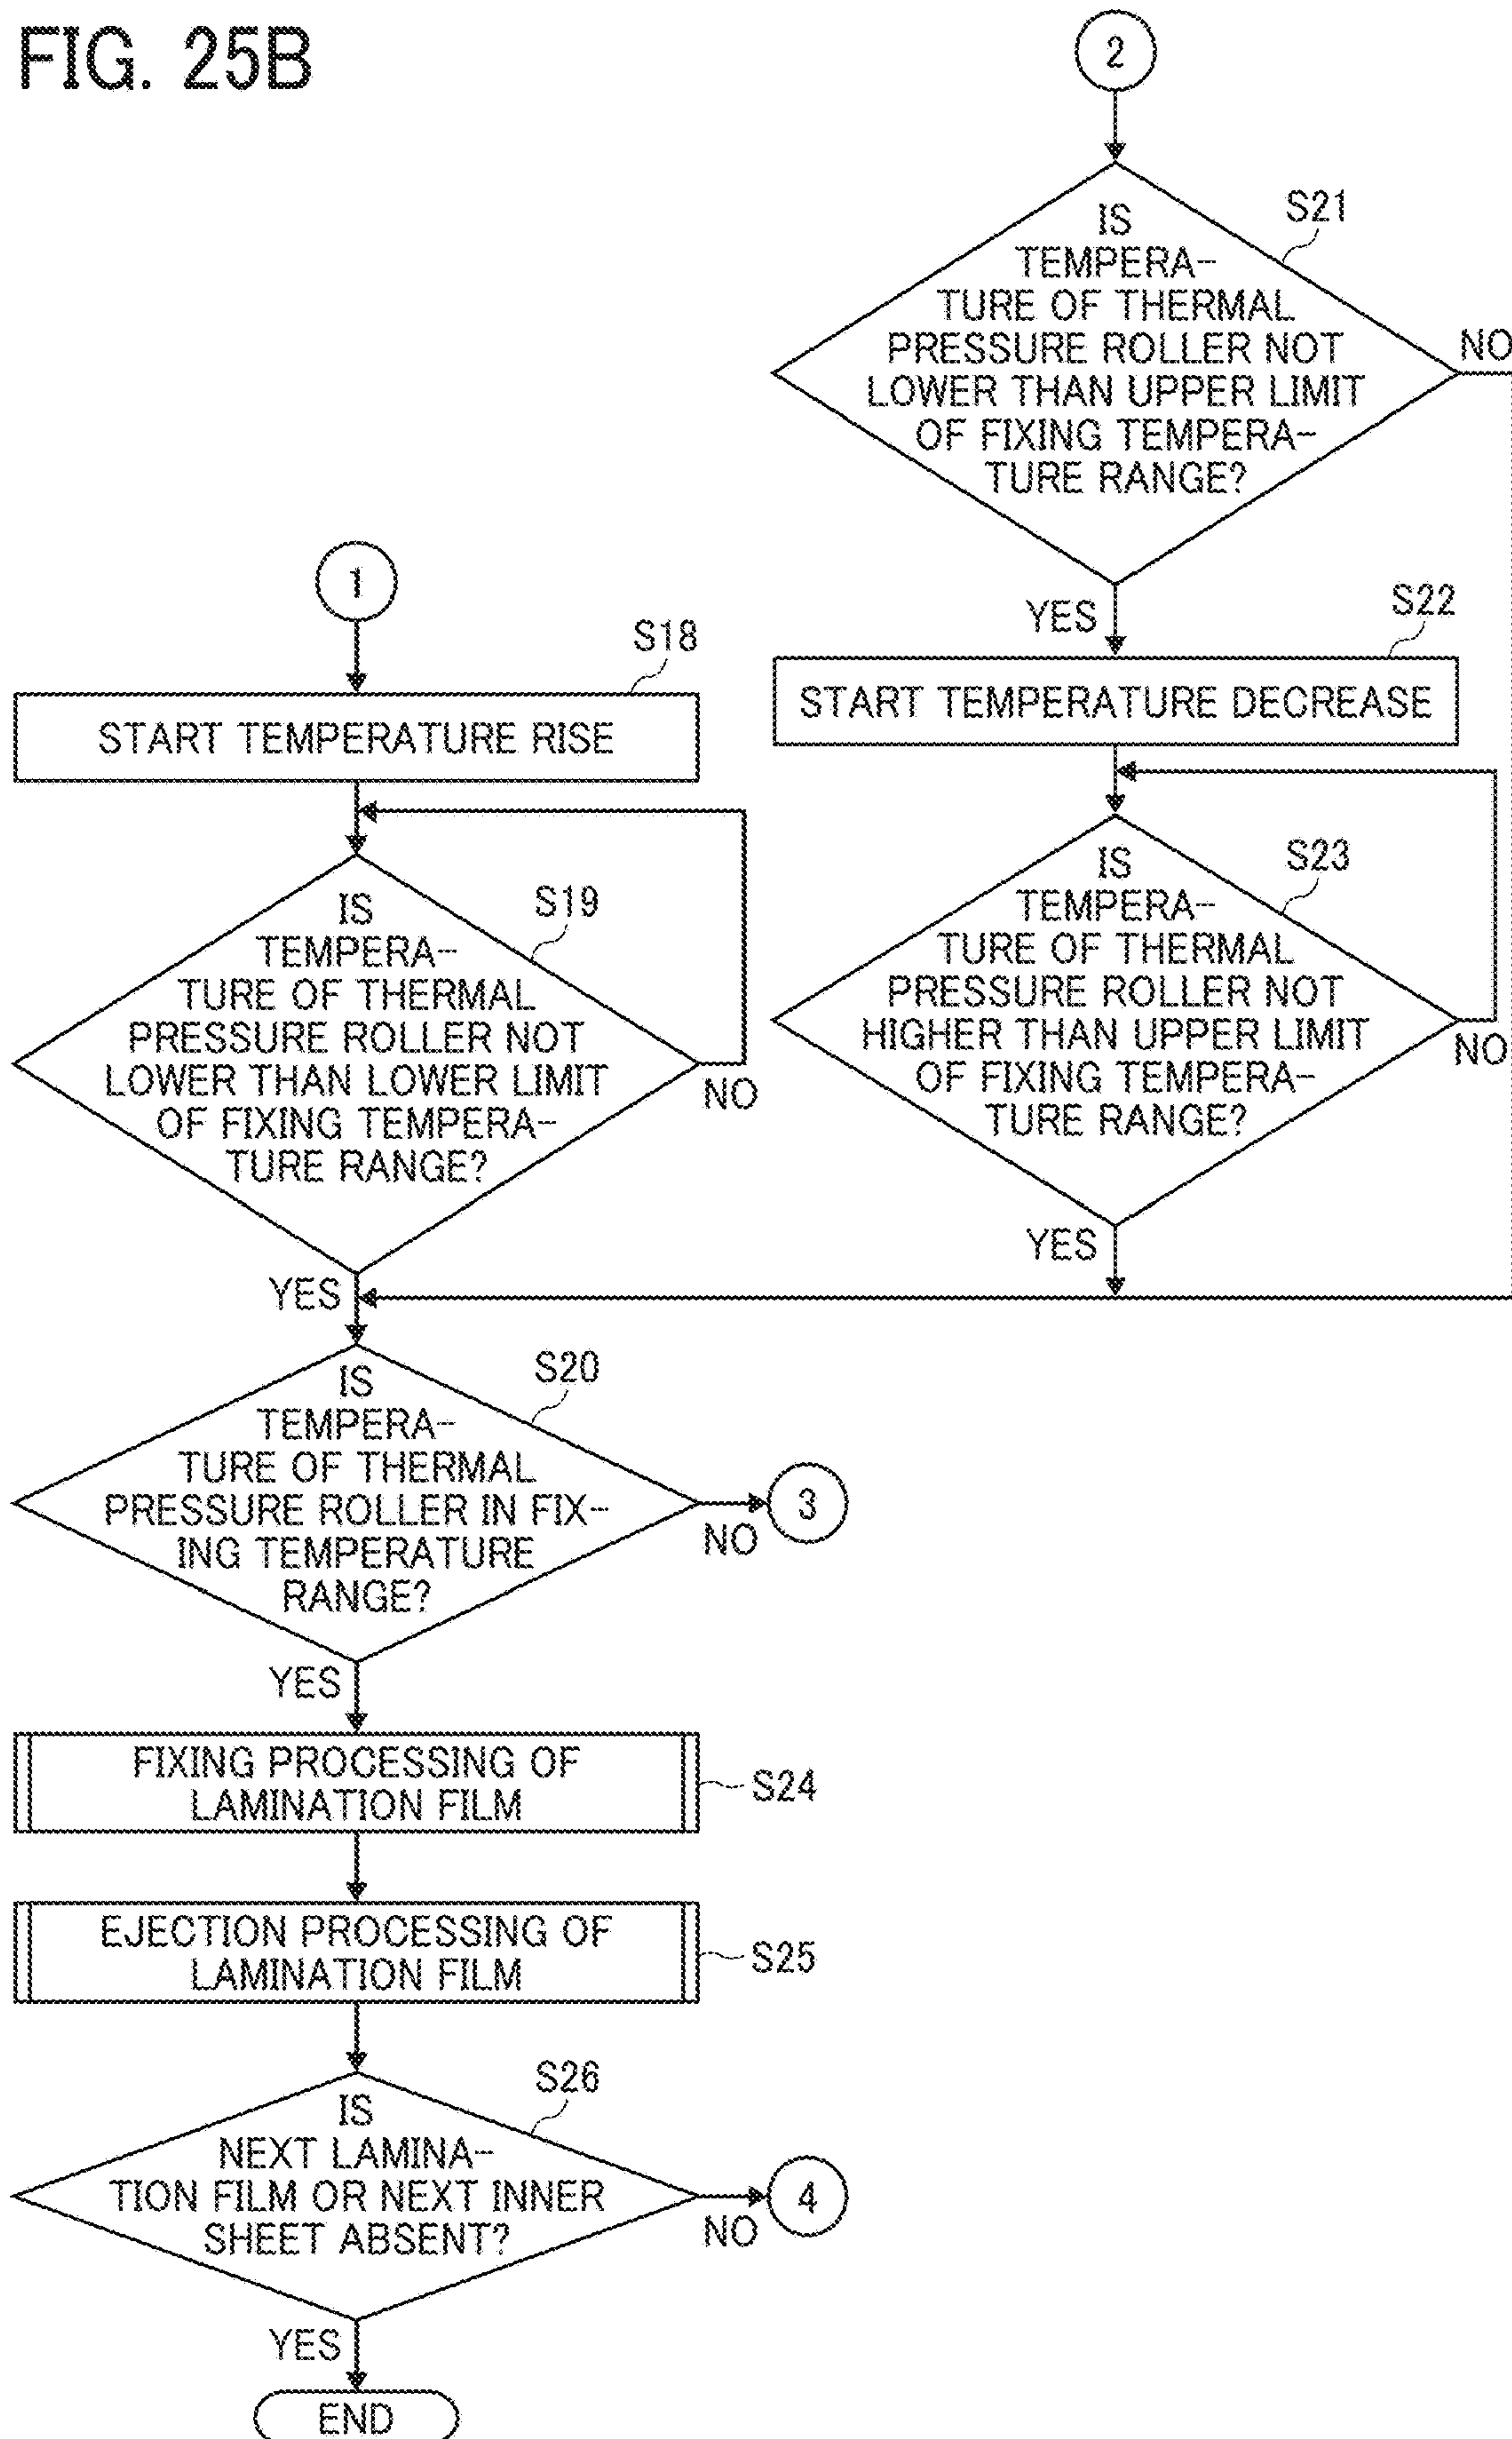 FIG. 25B
2
S21
IS
TEMPERA-
TURE OF THERMAL
PRESSURE ROLLER NOT
LOWER THAN UPPER LIMIT
OF FIXING TEMPERA-
TURE RANGE?
NO
YES
S22
START TEMPERATURE DECREASE
S23
IS
TEMPERA-
TURE OF THERMAL
PRESSURE ROLLER NOT
HIGHER THAN UPPER LIMIT
OF FIXING TEMPERA-
TURE RANGE?
NO
YES
1
S18
START TEMPERATURE RISE
S19
IS
TEMPERA-
TURE OF THERMAL
PRESSURE ROLLER NOT
LOWER THAN LOWER LIMIT
OF FIXING TEMPERA-
TURE RANGE?
NO
YES
S20
IS
TEMPERA-
TURE OF THERMAL
PRESSURE ROLLER IN FIX-
ING TEMPERATURE
RANGE?
NO
3
YES
FIXING PROCESSING OF
LAMINATION FILM
S24
EJECTION PROCESSING OF
LAMINATION FILM
S25
S26
IS
NEXT LAMINA-
TION FILM OR NEXT INNER
SHEET ABSENT?
NO
4
YES
END